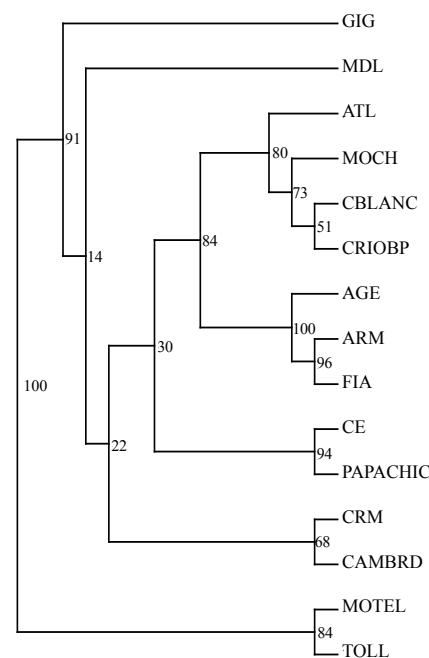 GIG
MDL
ATL
91
80
MOCH
73
CBLANC
51
84
CRIOBP
14
AGE
100
ARM
30
96
FIA
100
CE
22
94
PAPACHIC
CRM
68
CAMBRD
MOTEL
84
TOLL